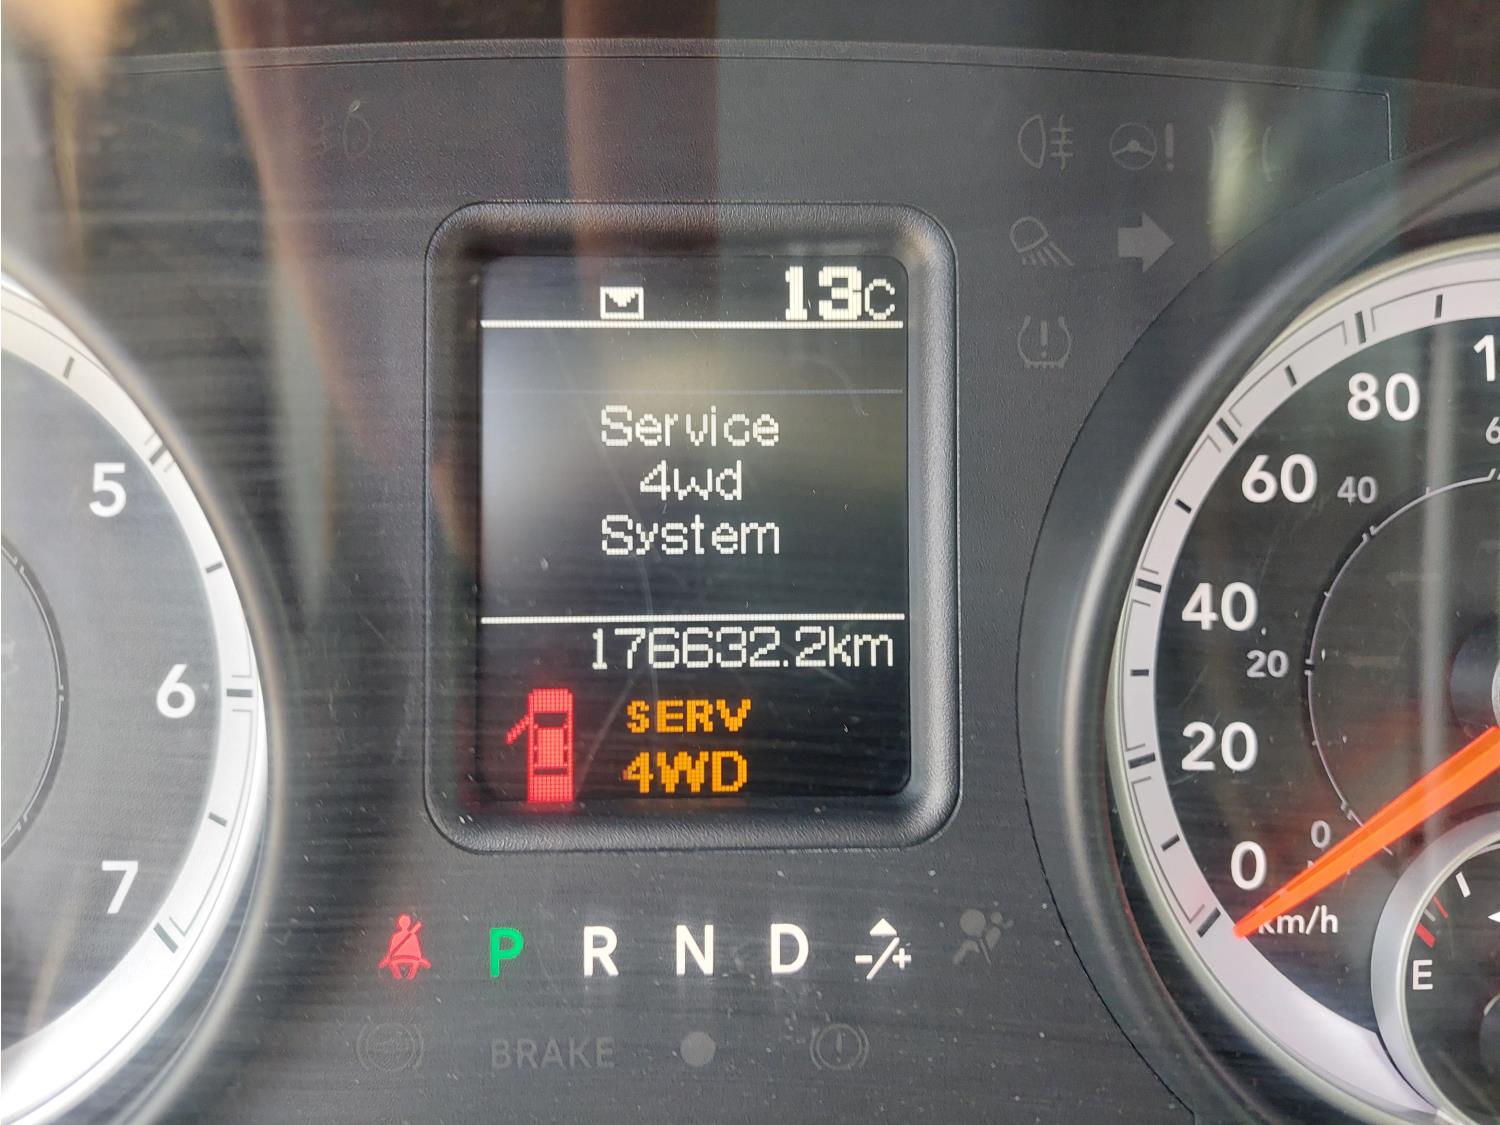 13C
Service
4wd
System
176632.2km
SERV
4WD
P R N D -/+
BRAKE
5
6
7
80
60
40
20
0
40
20
0
km/h
E